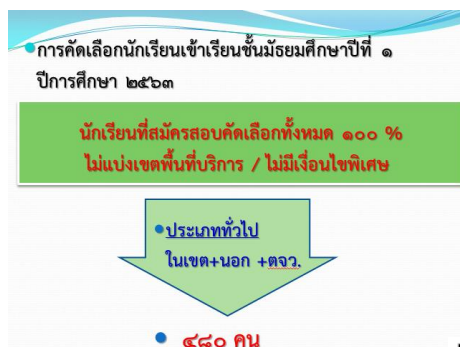 การคัดเลือกนักเรียนเข้าเรียนชั้นมัธยมศึกษาปีที่ ๑
ปีการศึกษา ๒๕๖๓
นักเรียนที่สมัครสอบคัดเลือกทั้งหมด ๑๐๐ %
ไม่แบ่งเขตพื้นที่บริการ / ไม่มีเงื่อนไขพิเศษ
ประเภททั่วไป
ในเขต+นอก +ตจว.
๔๘๐ คน